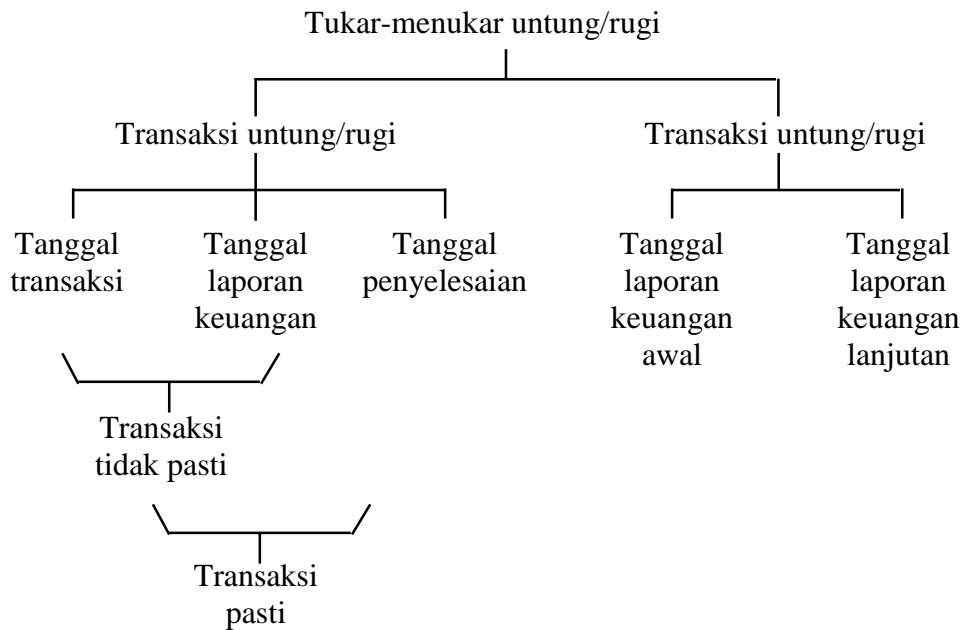 Tukar-menukar untung/rugi
Transaksi untung/rugi
Transaksi untung/rugi
Tanggal
transaksi
Tanggal
laporan
keuangan
Tanggal
penyelesaian
Tanggal
laporan
keuangan
awal
Tanggal
laporan
keuangan
lanjutan
Transaksi
tidak pasti
Transaksi
pasti